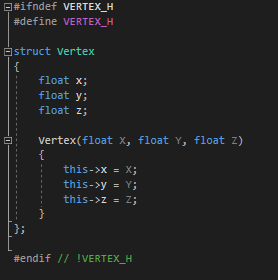 #ifndef VERTEX_H
#define VERTEX_H
struct Vertex
{
float x;
float y;
float z;
Vertex(float X, float Y, float Z)
{
this->x = X;
this->y = Y;
this->z = Z;
}
};
#endif // !VERTEX_H